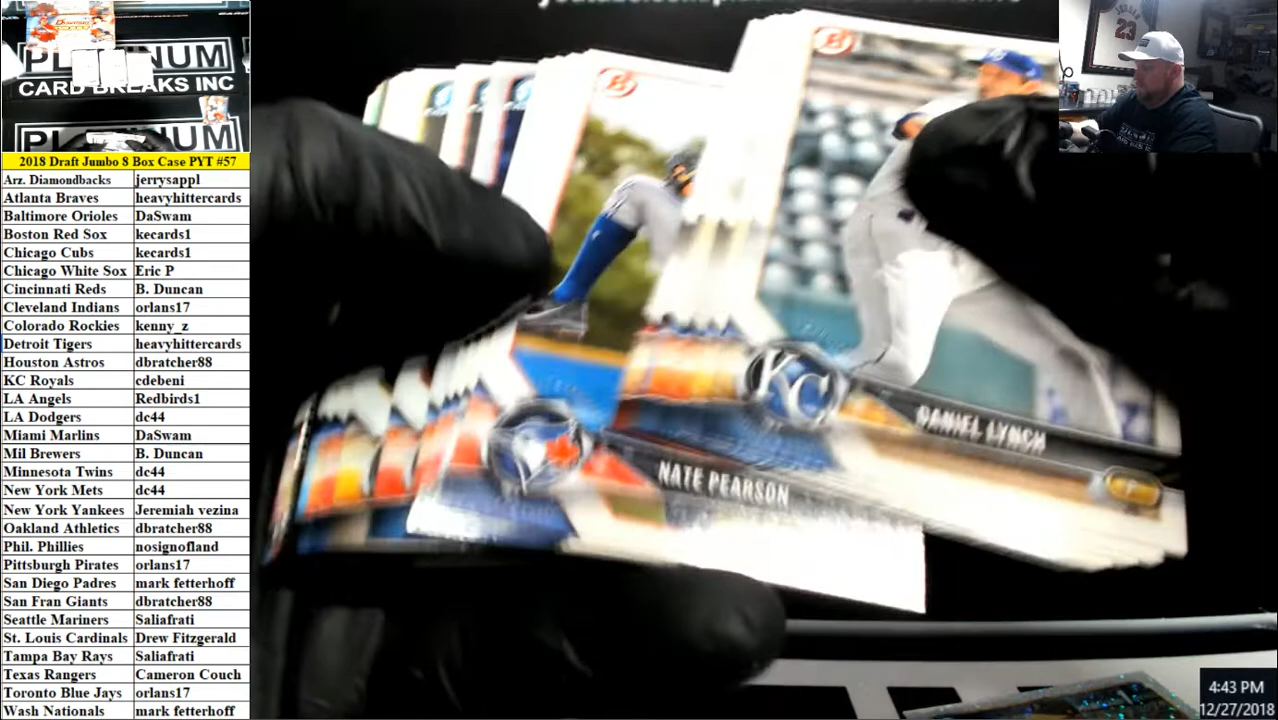 PLATINUM
CARD BREAKS INC
PLATINUM
2018 Draft Jumbo 8 Box Case PYT #57
Arz. Diamondbacks jerrysappl
Atlanta Braves heavyhittercards
Baltimore Orioles DaSwam
Boston Red Sox kecards1
Chicago Cubs kecards1
Chicago White Sox Eric P
Cincinnati Reds B. Duncan
Cleveland Indians orlans17
Colorado Rockies kenny_z
Detroit Tigers heavyhittercards
Houston Astros dbratcher88
KC Royals cdebeni
LA Angels Redbirds1
LA Dodgers dc44
Miami Marlins DaSwam
Mil Brewers B. Duncan
Minnesota Twins dc44
New York Mets dc44
New York Yankees Jeremiah vezina
Oakland Athletics dbratcher88
Phil. Phillies nosignofland
Pittsburgh Pirates orlans17
San Diego Padres mark fetterhoff
San Fran Giants dbratcher88
Seattle Mariners Saliafrati
St. Louis Cardinals Drew Fitzgerald
Tampa Bay Rays Saliafrati
Texas Rangers Cameron Couch
Toronto Blue Jays orlans17
Wash Nationals mark fetterhoff
KC
DANIEL LYNCH
NATE PEARSON
23
4:43 PM
12/27/2018